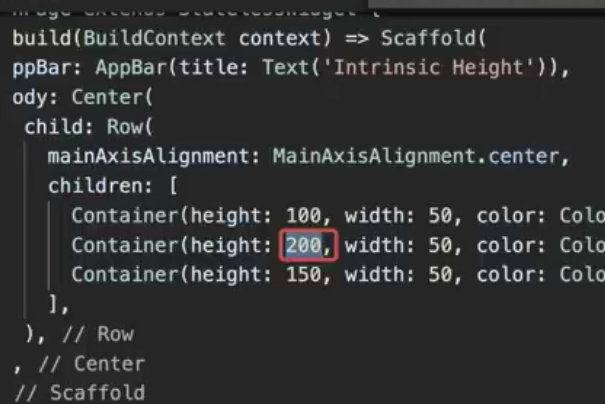 build(BuildContext context) => Scaffold(
ppBar: AppBar(title: Text('Intrinsic Height')),
ody: Center(
child: Row(
mainAxisAlignment: MainAxisAlignment.center,
children: [
Container(height: 100, width: 50, color: Colo
Container(height: 200, width: 50, color: Colo
Container(height: 150, width: 50, color: Colo
],
), // Row
, // Center
// Scaffold